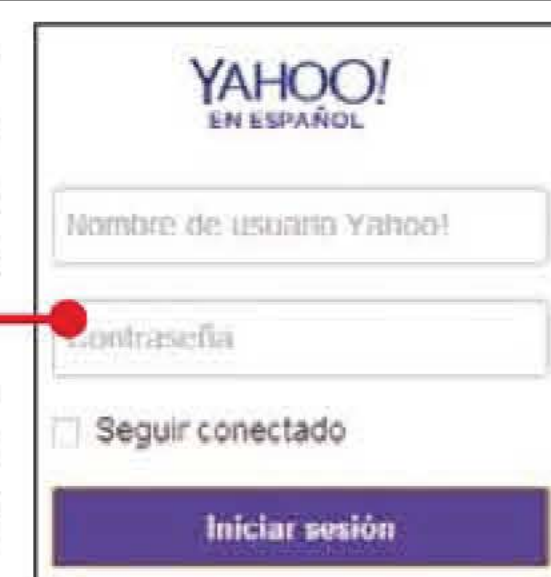 YAHOO!
EN ESPAÑOL
Nombre de usuario Yahoo!
Contraseña
Seguir conectado
Iniciar sesión